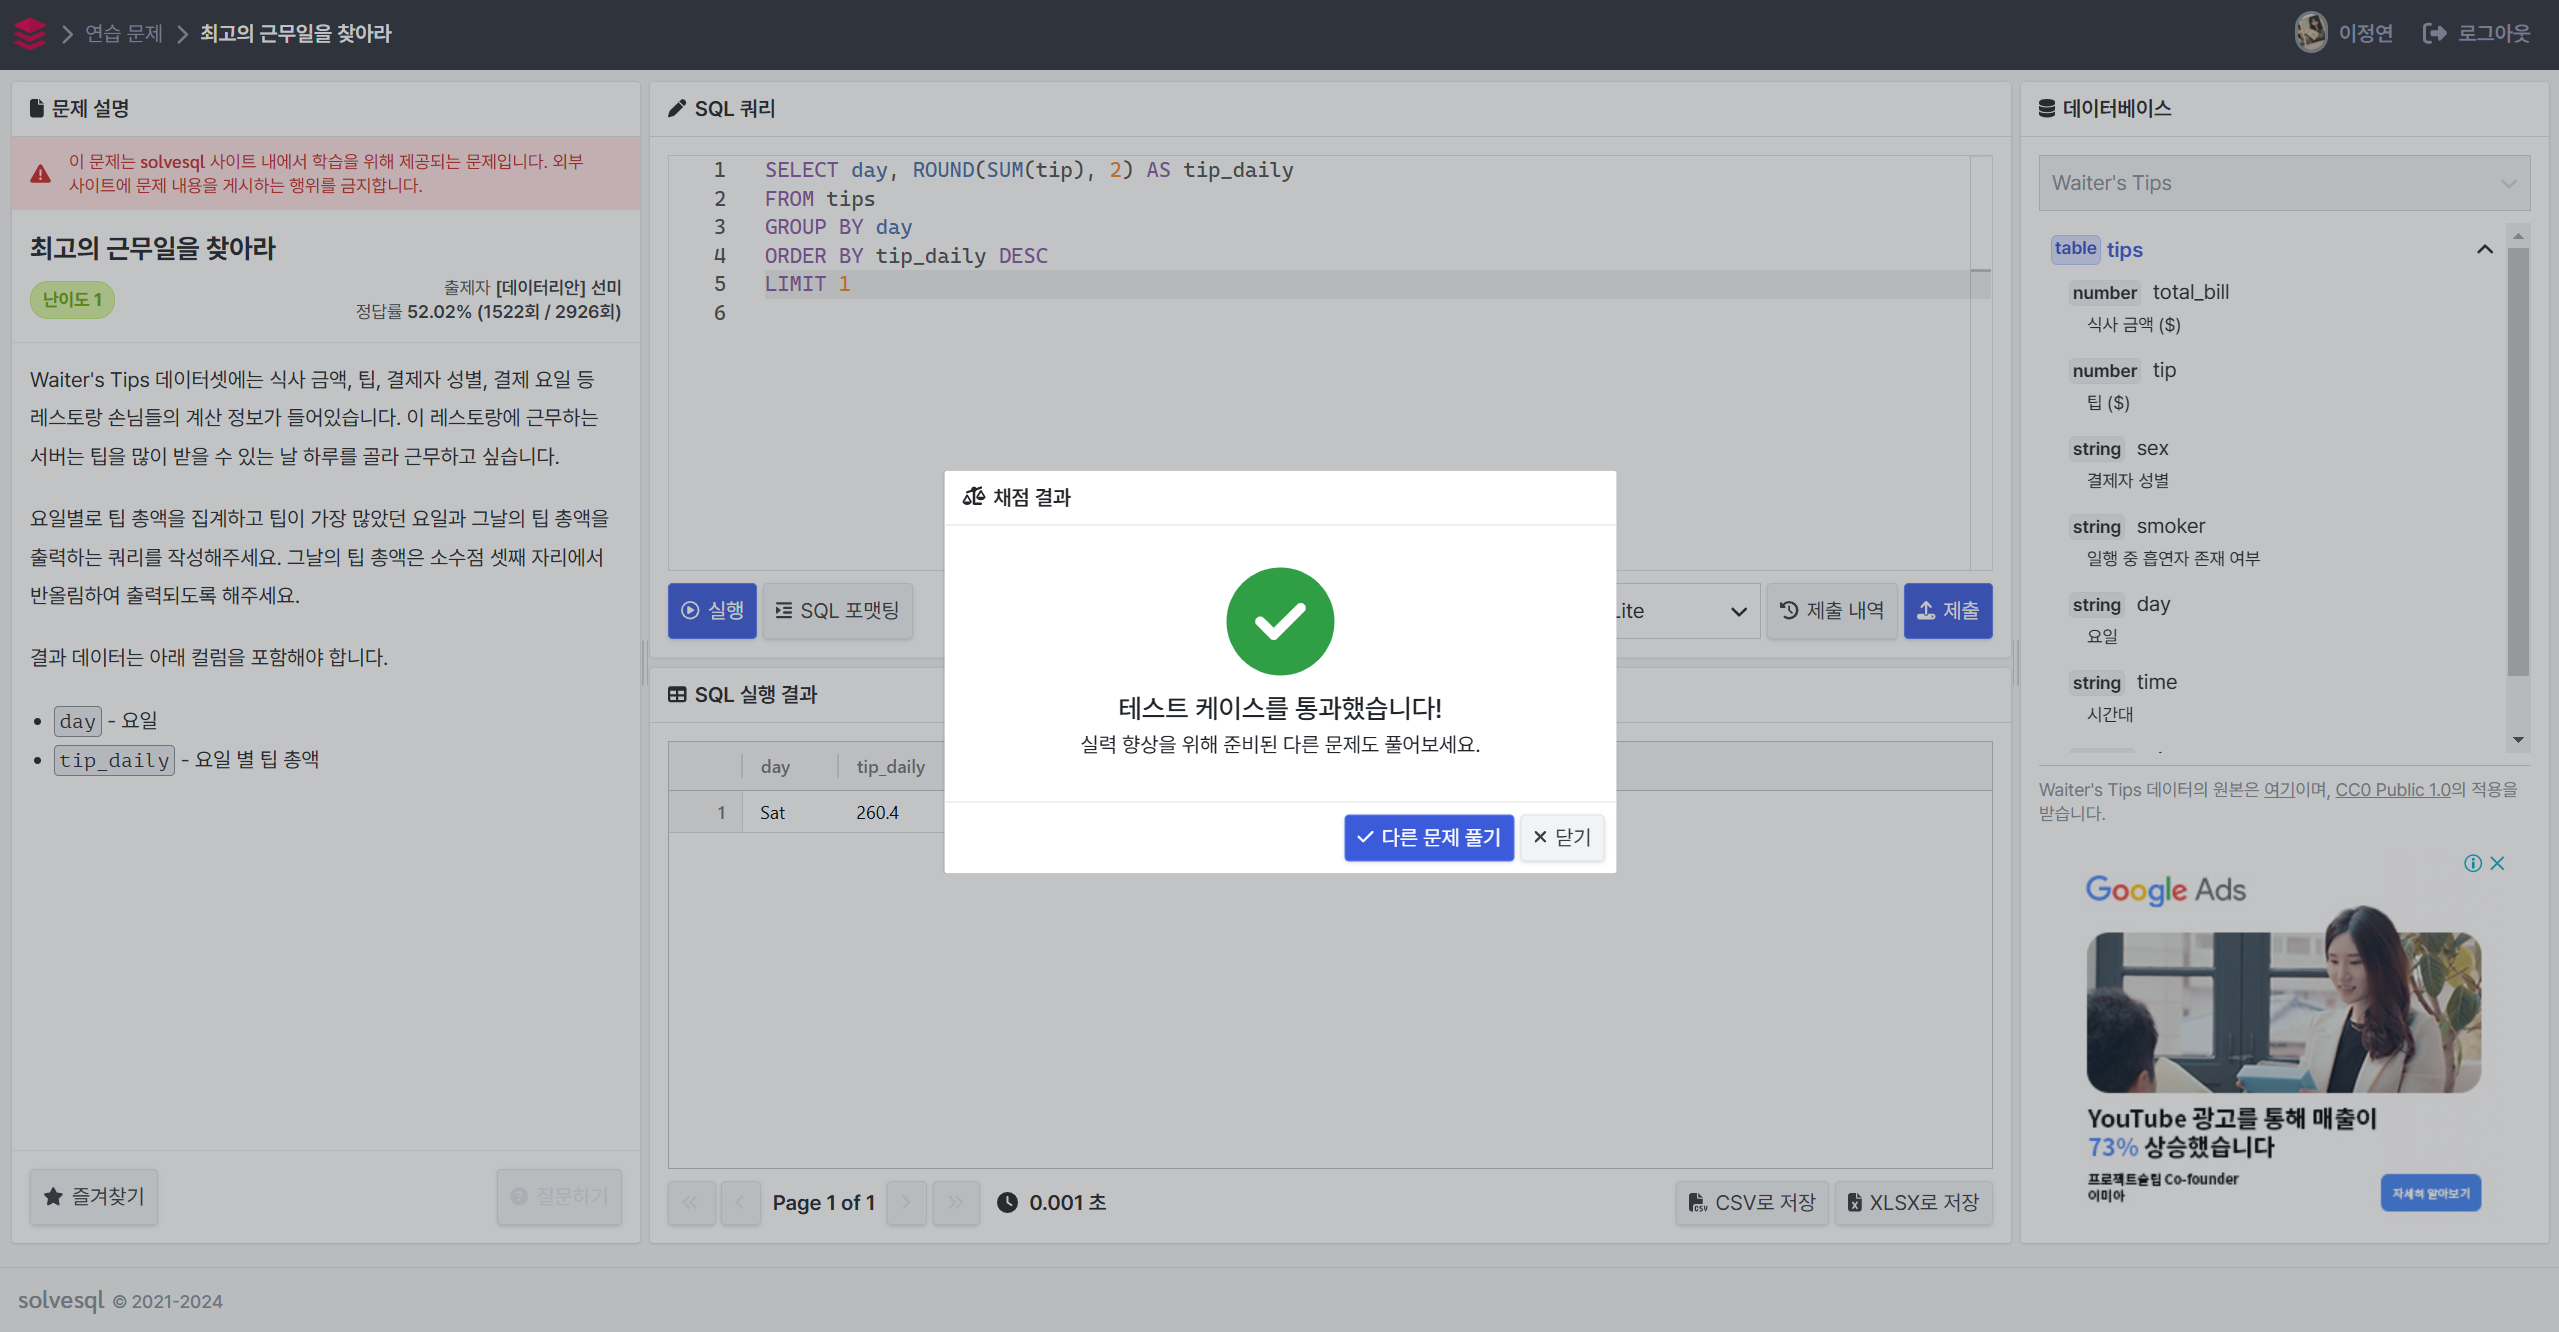 연습 문제
최고의 근무일을 찾아라
이정연
로그아웃
문제 설명
이 문제는 solvesql 사이트 내에서 학습을 위해 제공되는 문제입니다. 외부
사이트에 문제 내용을 게시하는 행위를 금지합니다.
최고의 근무일을 찾아라
난이도 1
출제자 [데이터리안] 선미
정답률 52.02% (1522회 / 2926회)
Waiter's Tips 데이터셋에는 식사 금액, 팁, 결제자 성별, 결제 요일 등
레스토랑 손님들의 계산 정보가 들어있습니다. 이 레스토랑에 근무하는
서버는 팁을 많이 받을 수 있는 날 하루를 골라 근무하고 싶습니다.
요일별로 팁 총액을 집계하고 팁이 가장 많았던 요일과 그날의 팁 총액을
출력하는 쿼리를 작성해주세요. 그날의 팁 총액은 소수점 셋째 자리에서
반올림하여 출력되도록 해주세요.
결과 데이터는 아래 컬럼을 포함해야 합니다.
• day - 요일
• tip_daily - 요일 별 팁 총액
즐겨찾기
질문하기
SQL 쿼리
1 SELECT day, ROUND(SUM(tip), 2) AS tip_daily
2 FROM tips
3 GROUP BY day
4 ORDER BY tip_daily DESC
5 LIMIT 1
6
실행
SQL 포맷팅
Lite
제출 내역
제출
SQL 실행 결과
day tip_daily
1 Sat 260.4
Page 1 of 1
0.001 초
CSV로 저장
XLSX로 저장
채점 결과
테스트 케이스를 통과했습니다!
실력 향상을 위해 준비된 다른 문제도 풀어보세요.
다른 문제 풀기
닫기
데이터베이스
Waiter's Tips
table tips
number total_bill
식사 금액 ($)
number tip
팁 ($)
string sex
결제자 성별
string smoker
일행 중 흡연자 존재 여부
string day
요일
string time
시간대
Waiter's Tips 데이터의 원본은 여기이며, CC0 Public 1.0의 적용을
받습니다.
Google Ads
YouTube 광고를 통해 매출이
73% 상승했습니다
프로젝트슬립 Co-founder
이미아
자세히 알아보기
solvesql © 2021-2024